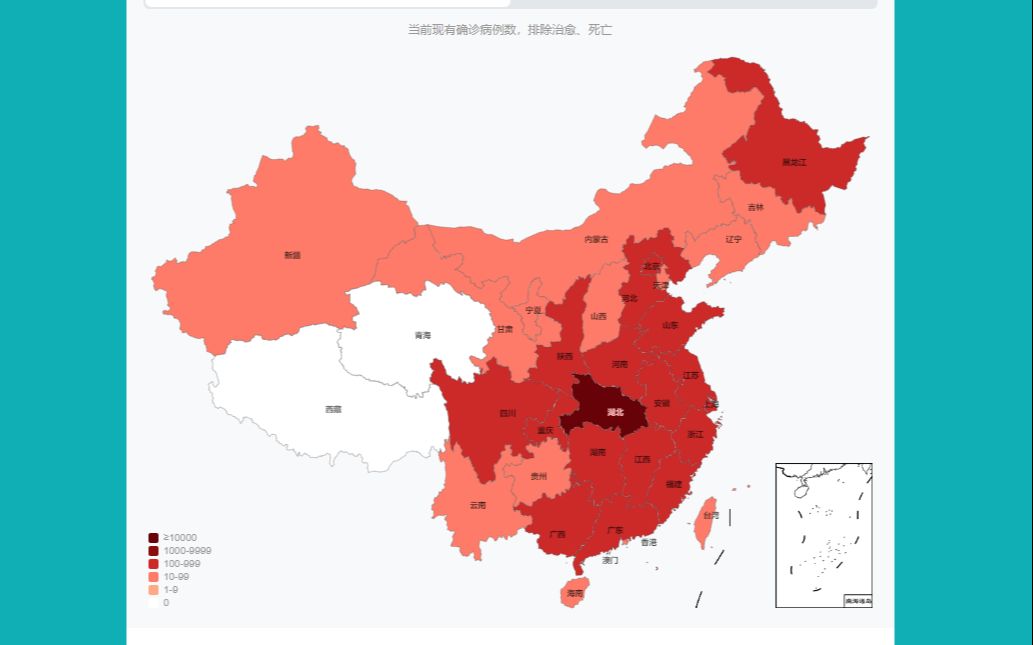 当前现有确诊病例数，排除治愈、死亡
黑龙江
吉林
辽宁
内蒙古
新疆
北京
天津
河北
宁夏
山西
青海
甘肃
山东
陕西
河南
江苏
西藏
四川
湖北
安徽
上海
重庆
浙江
湖南
江西
贵州
福建
云南
台湾
广西
广东
香港
澳门
海南
≥10000
1000-9999
100-999
10-99
1-9
0
南海诸岛